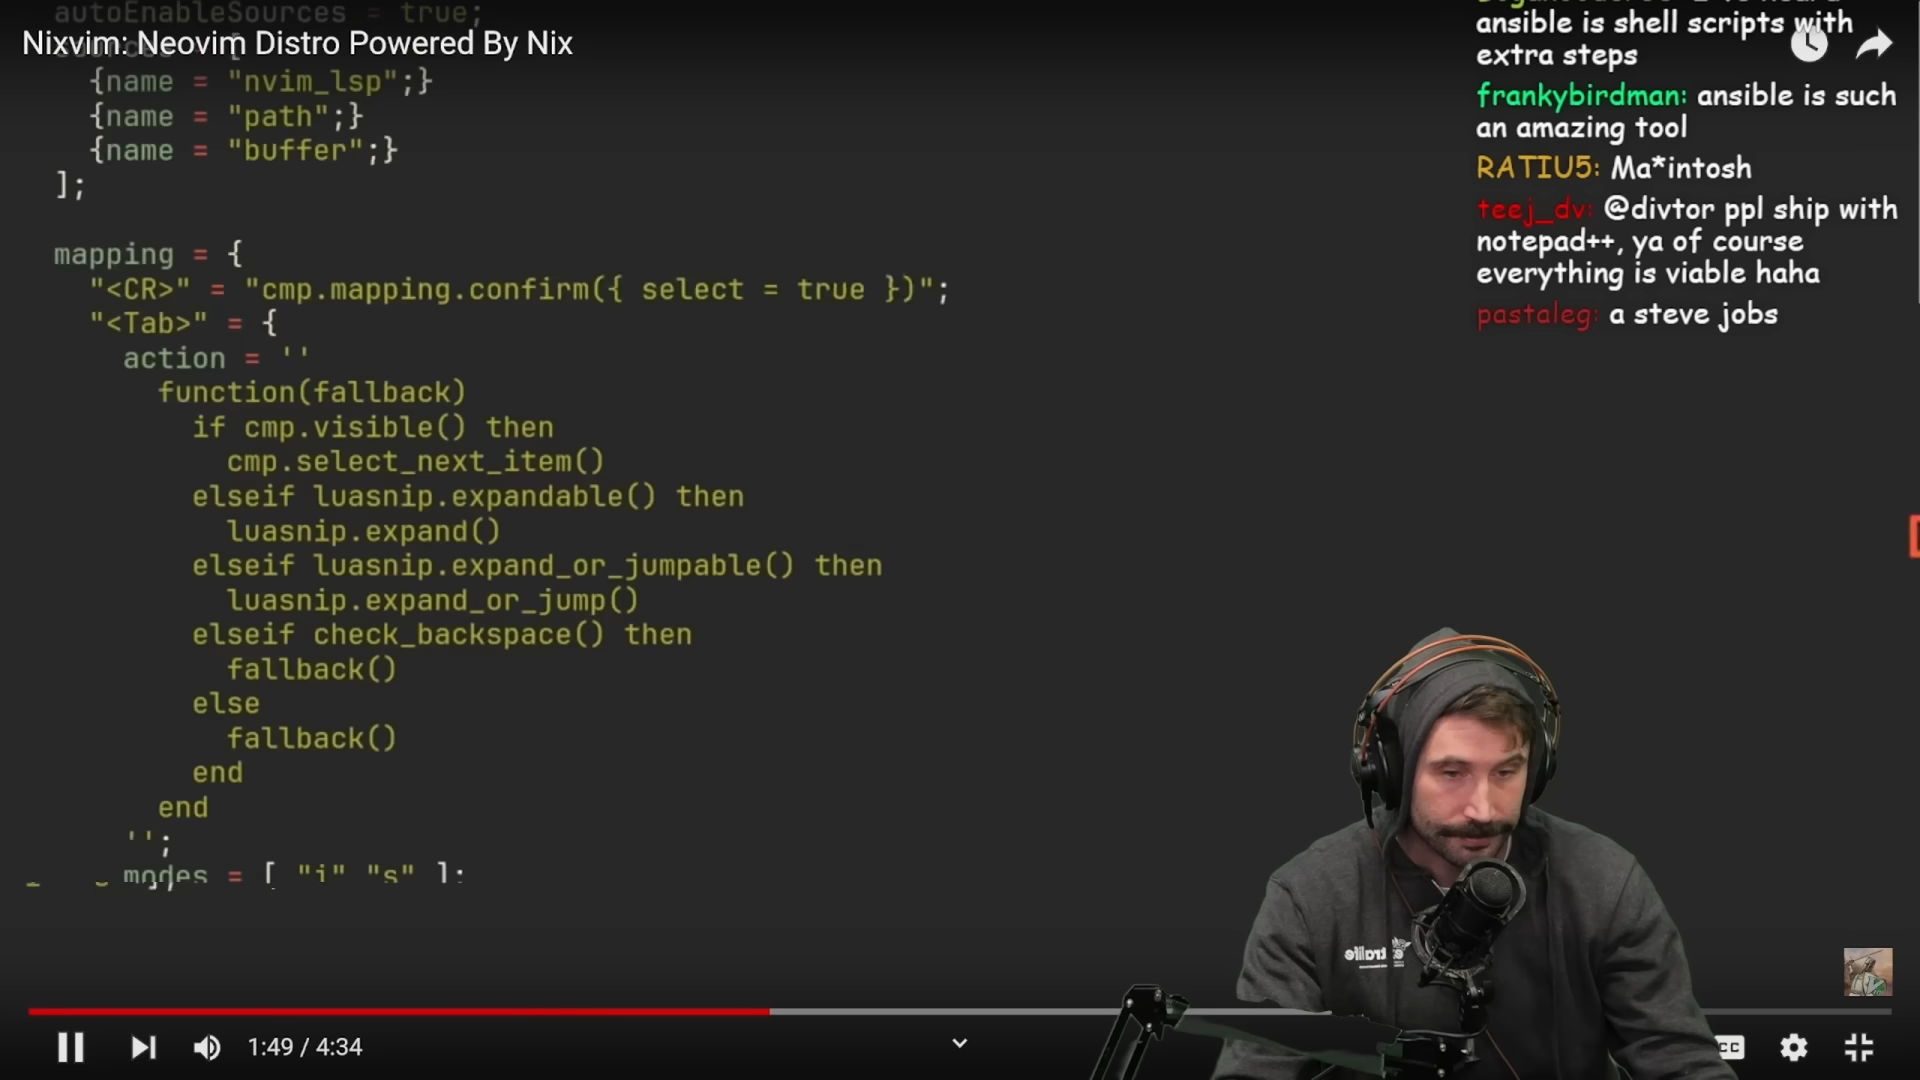 autoEnableSources = true;
Nixvim: Neovim Distro Powered By Nix
{name = "nvim_lsp";}
{name = "path";}
{name = "buffer";}
];
mapping = {
"<CR>" = "cmp.mapping.confirm({ select = true })";
"<Tab>" = {
action = ''
function(fallback)
if cmp.visible() then
cmp.select_next_item()
elseif luasnip.expandable() then
luasnip.expand()
elseif luasnip.expand_or_jumpable() then
luasnip.expand_or_jump()
elseif check_backspace() then
fallback()
else
fallback()
end
end
'';
modes = [ "i" "s" ];
ansible is shell scripts with
extra steps
frankybirdman: ansible is such
an amazing tool
RATIU5: Ma*intosh
teej_dv: @divtor ppl ship with
notepad++, ya of course
everything is viable haha
pastaleg: a steve jobs
1:49 / 4:34
CC